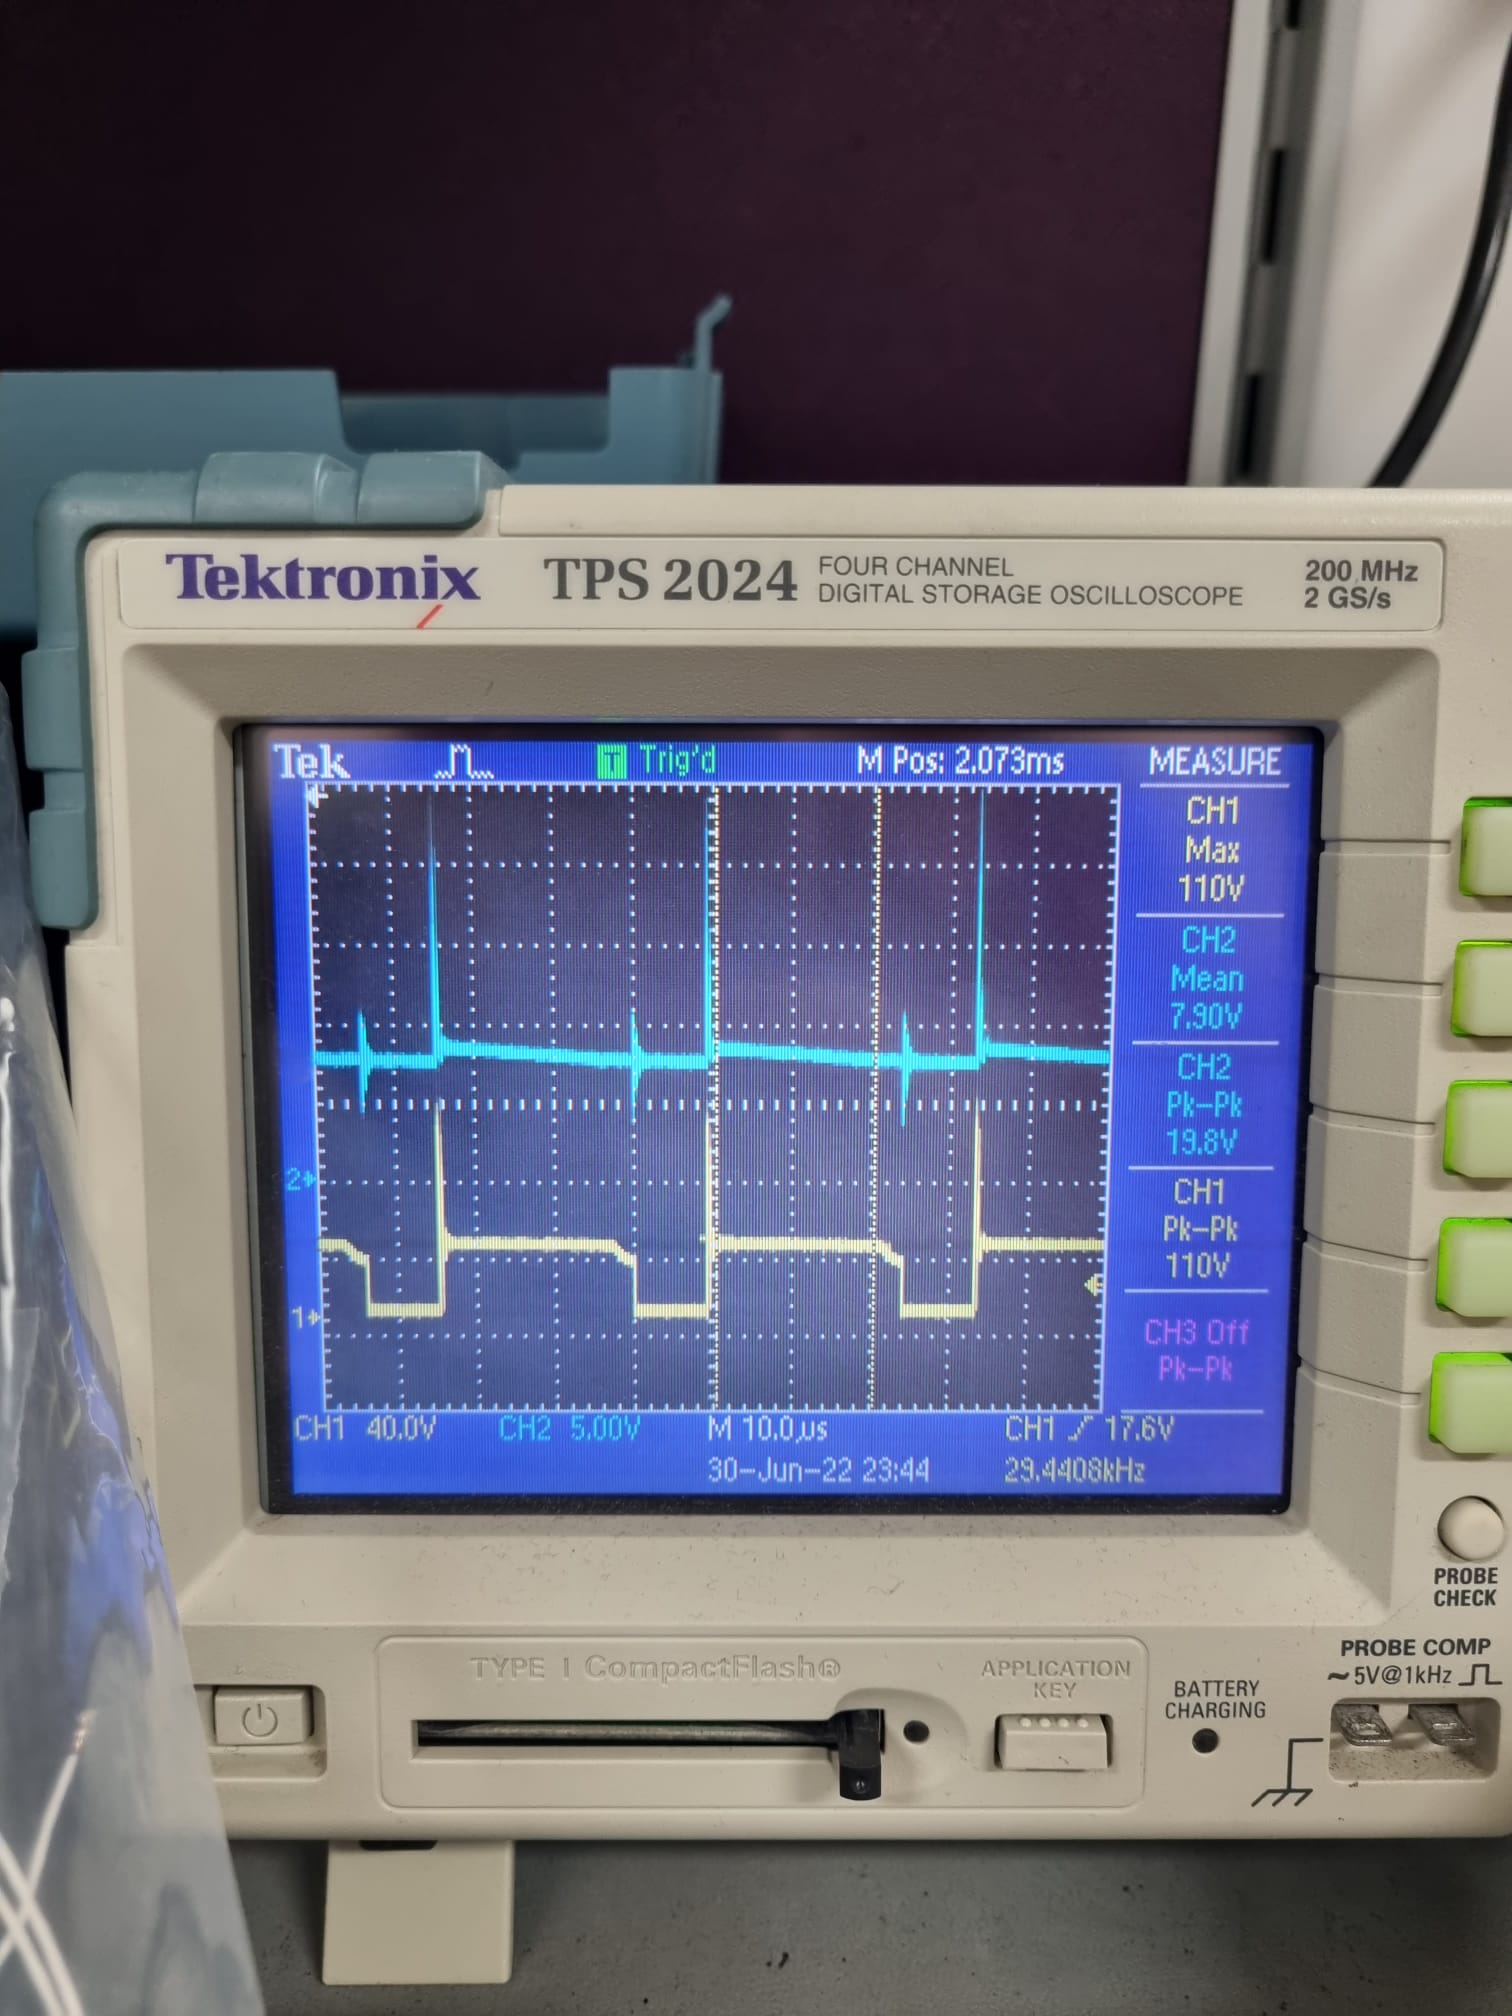 Tektronix TPS 2024 FOUR CHANNEL
DIGITAL STORAGE OSCILLOSCOPE
200 MHz
2 GS/s
Tek T Trig'd M Pos: 2.073ms MEASURE
CH1
Max
110V
CH2
Mean
7.90V
CH2
Pk-Pk
19.8V
CH1
Pk-Pk
110V
CH3 Off
Pk-Pk
2
1
CH1 40.0V CH2 5.00V M 10.0µs CH1 17.6V
30-Jun-22 23:44 29.4408kHz
PROBE
CHECK
TYPE I CompactFlash®
APPLICATION
KEY
BATTERY
CHARGING
PROBE COMP
~5V@1kHz